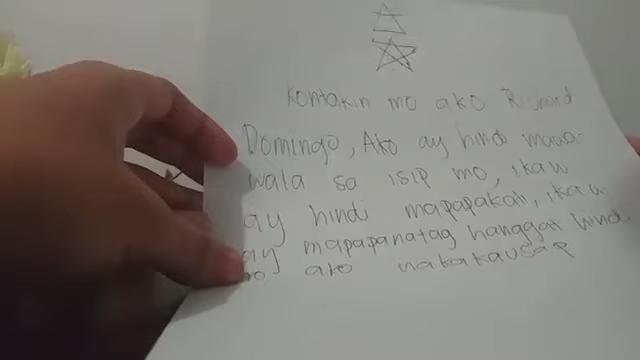 Kontakin mo ako Richard
Domingo, Ako ay hindi mawa-
wala sa isip mo, ikaw
ay hindi mapapakali, ikaw
ay mapapanatag hanggat hindi
mo ako nakakausap